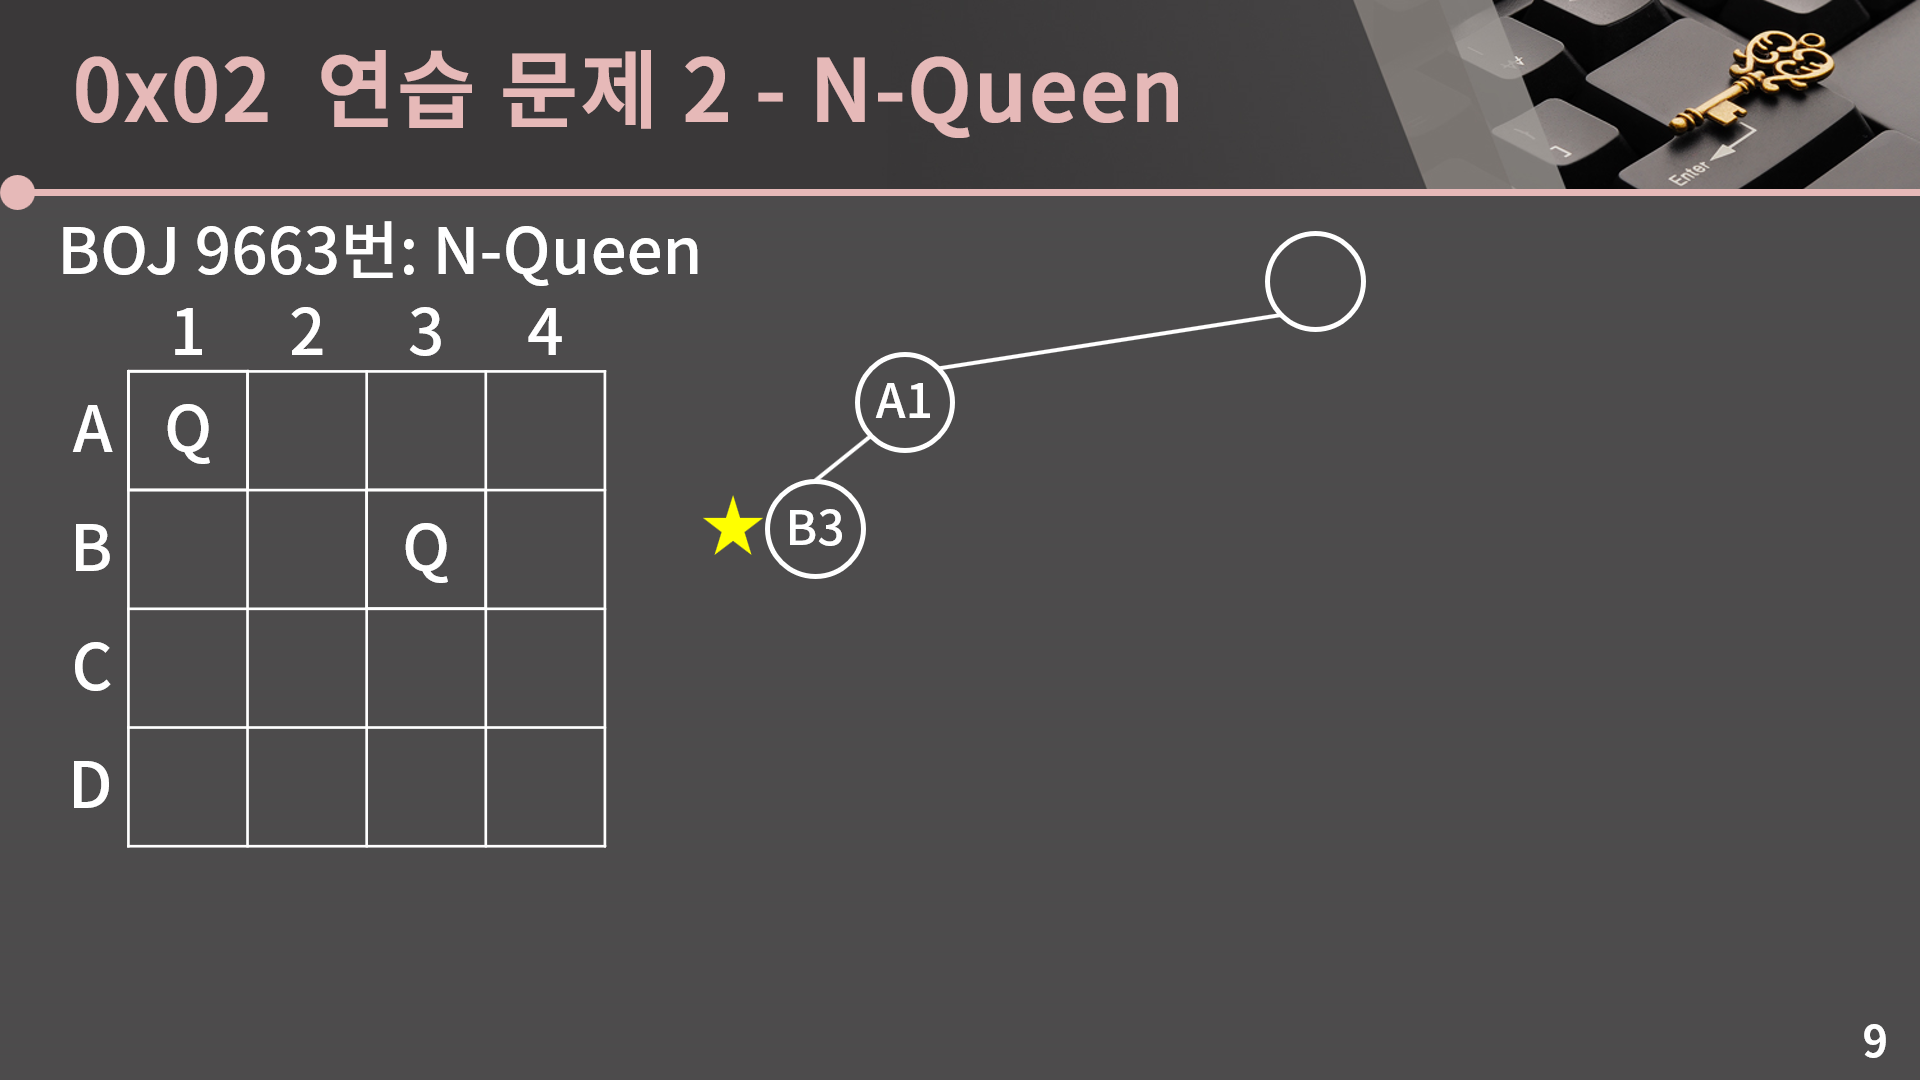 0x02 연습 문제 2 - N-Queen
Enter
BOJ 9663번: N-Queen
1 2 3 4
A Q
B Q
C
D
A1
B3
9